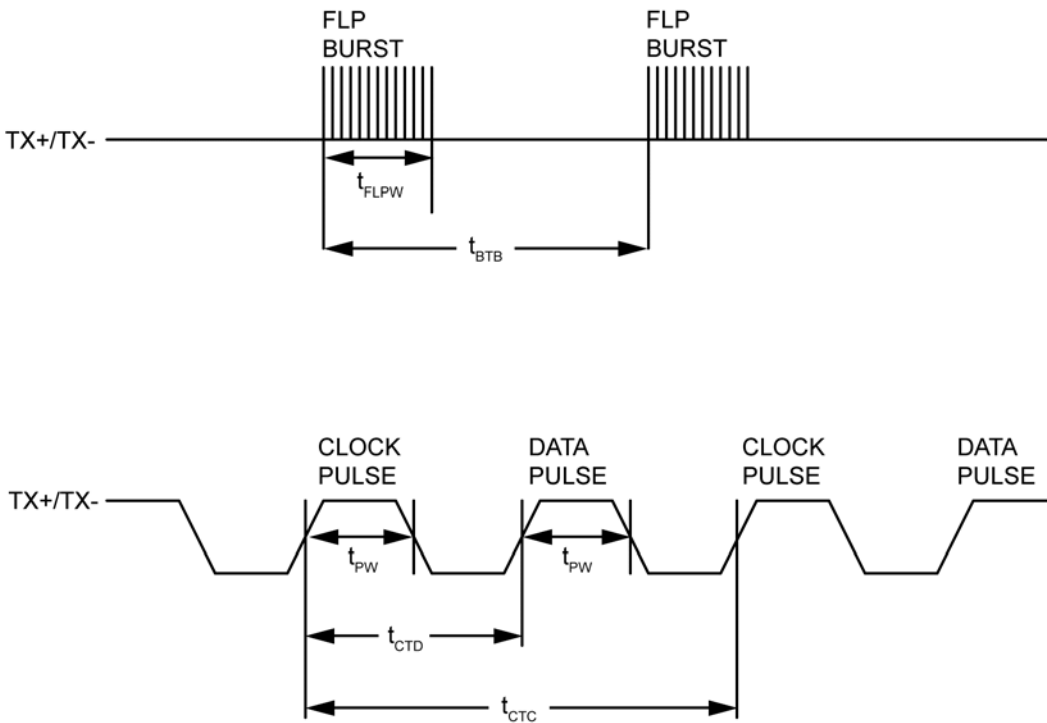 FLP
BURST
FLP
BURST
TX+/TX-
tFLPW
tBTB
CLOCK
PULSE
DATA
PULSE
CLOCK
PULSE
DATA
PULSE
TX+/TX-
tPW
tPW
tCTD
tCTC